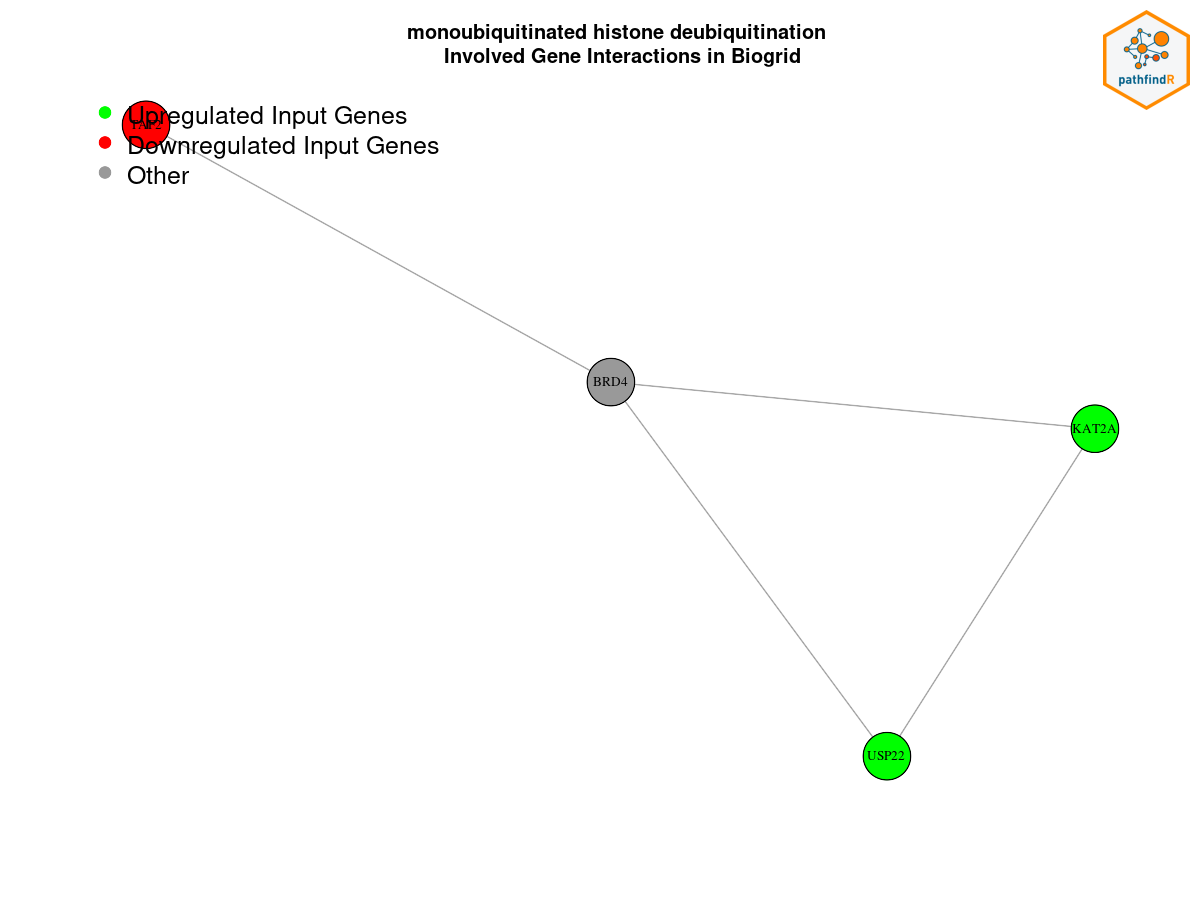 monoubiquitinated histone deubiquitination
Involved Gene Interactions in Biogrid
pathfindR
Upregulated Input Genes
Downregulated Input Genes
Other
BRD4
KAT2A
USP22